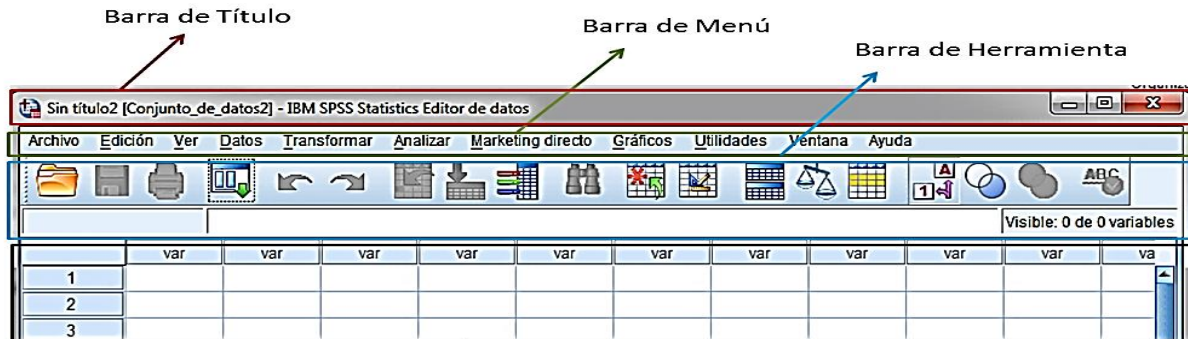 Barra de Título
Barra de Menú
Barra de Herramienta
Sin título2 [Conjunto_de_datos2] - IBM SPSS Statistics Editor de datos
Archivo Edición Ver Datos Transformar Analizar Marketing directo Gráficos Utilidades Ventana Ayuda
A
1
ABC
Visible: 0 de 0 variables
var var var var var var var var var var va
1
2
3